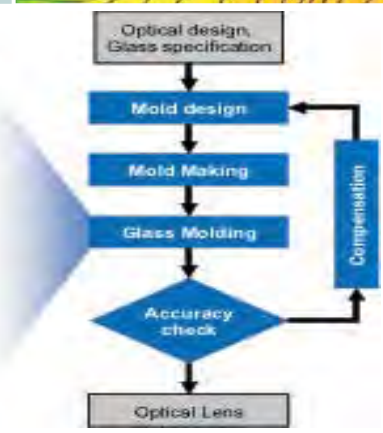 Optical design,
Glass specification
Mold design
Mold Making
Glass Molding
Compensation
Accuracy
check
Optical Lens